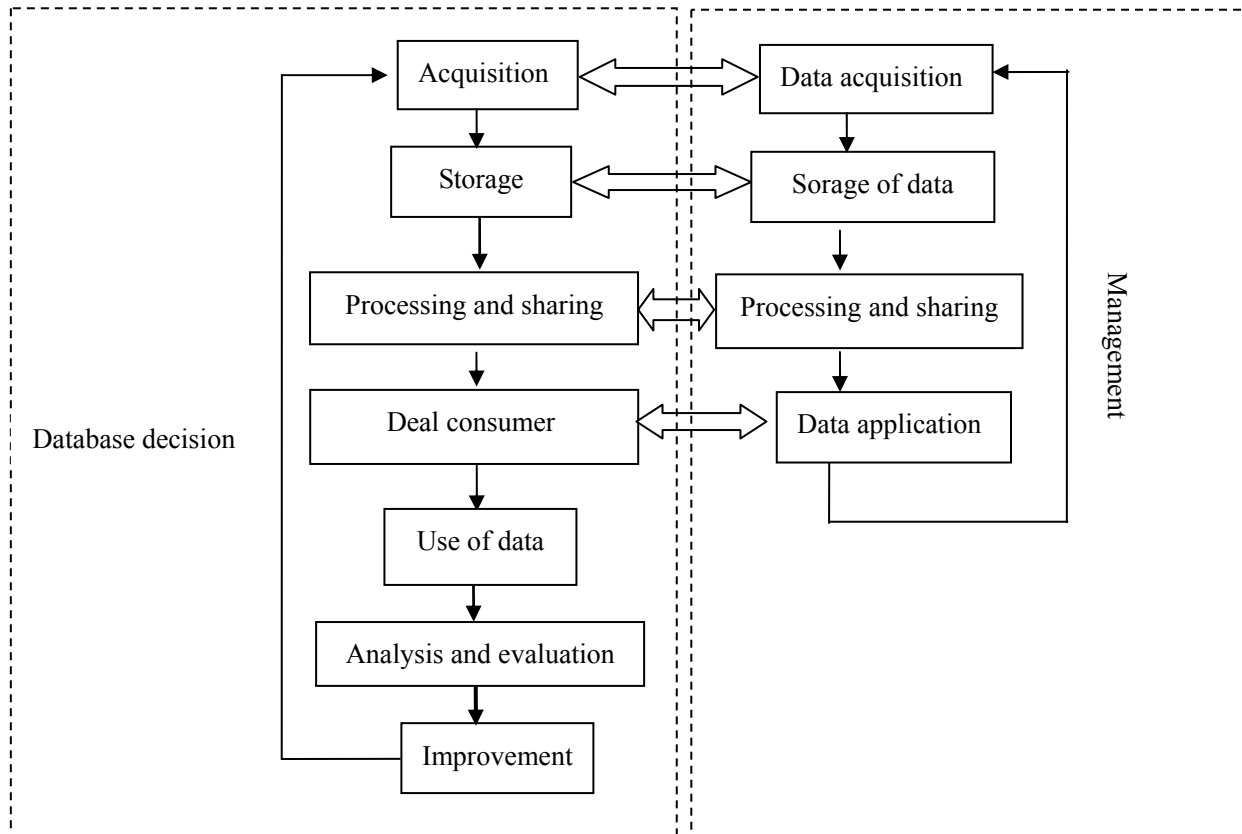 Database decision
Acquisition
Storage
Processing and sharing
Deal consumer
Use of data
Analysis and evaluation
Improvement
Data acquisition
Sorage of data
Processing and sharing
Data application
Management